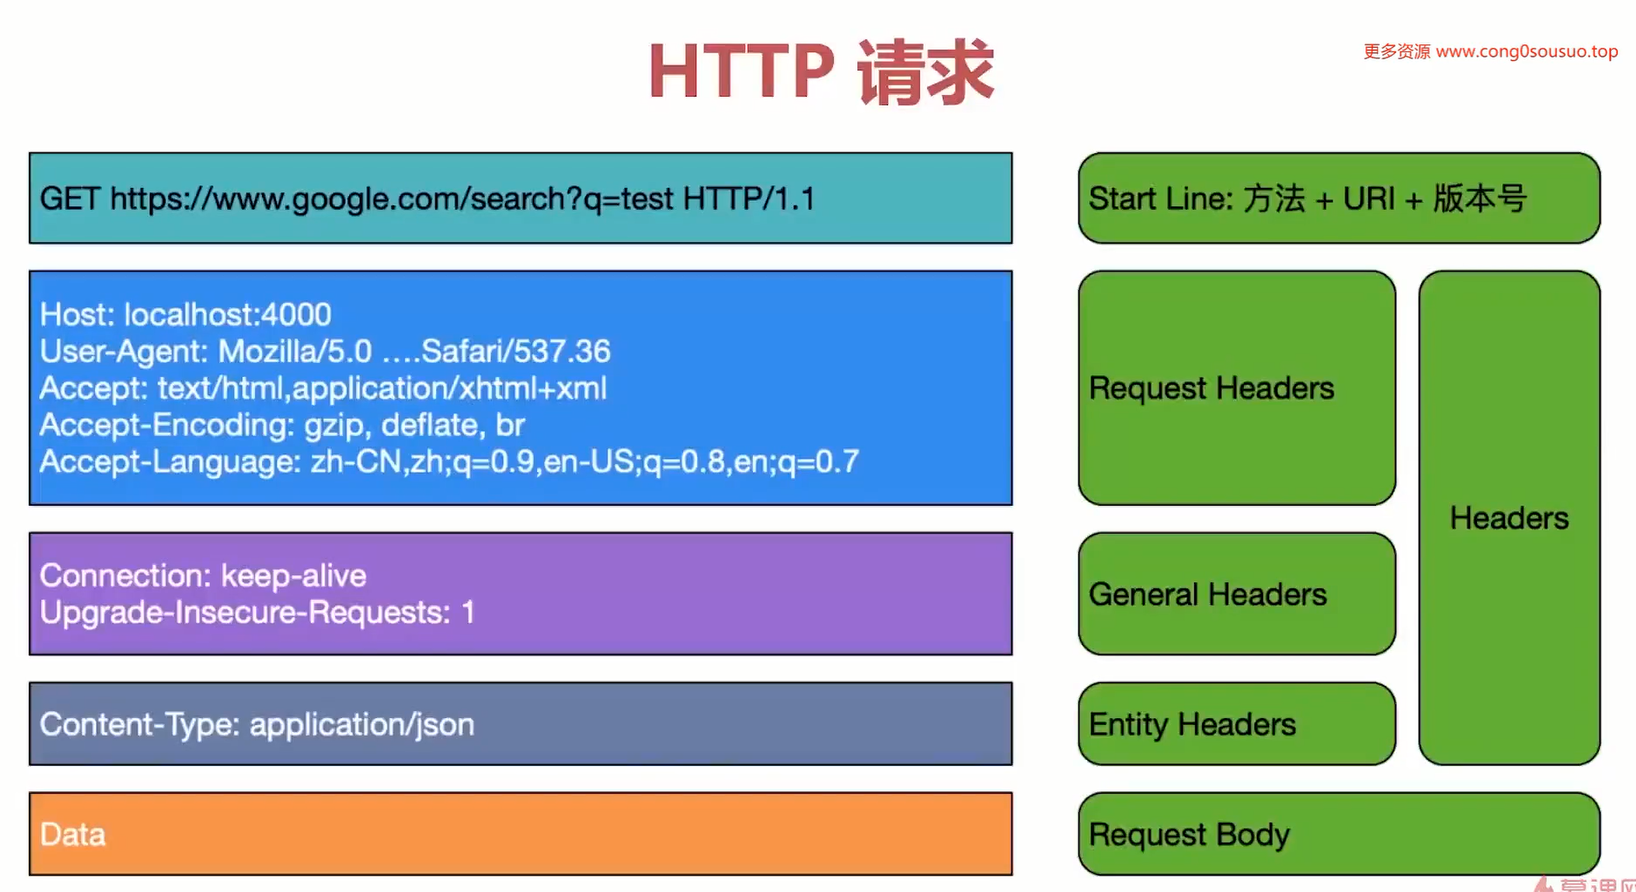 HTTP 请求
更多资源 www.cong0sousuo.top
GET https://www.google.com/search?q=test HTTP/1.1
Start Line: 方法 + URI + 版本号
Host: localhost:4000
User-Agent: Mozilla/5.0 ....Safari/537.36
Accept: text/html,application/xhtml+xml
Accept-Encoding: gzip, deflate, br
Accept-Language: zh-CN,zh;q=0.9,en-US;q=0.8,en;q=0.7
Request Headers
Headers
Connection: keep-alive
Upgrade-Insecure-Requests: 1
General Headers
Content-Type: application/json
Entity Headers
Data
Request Body